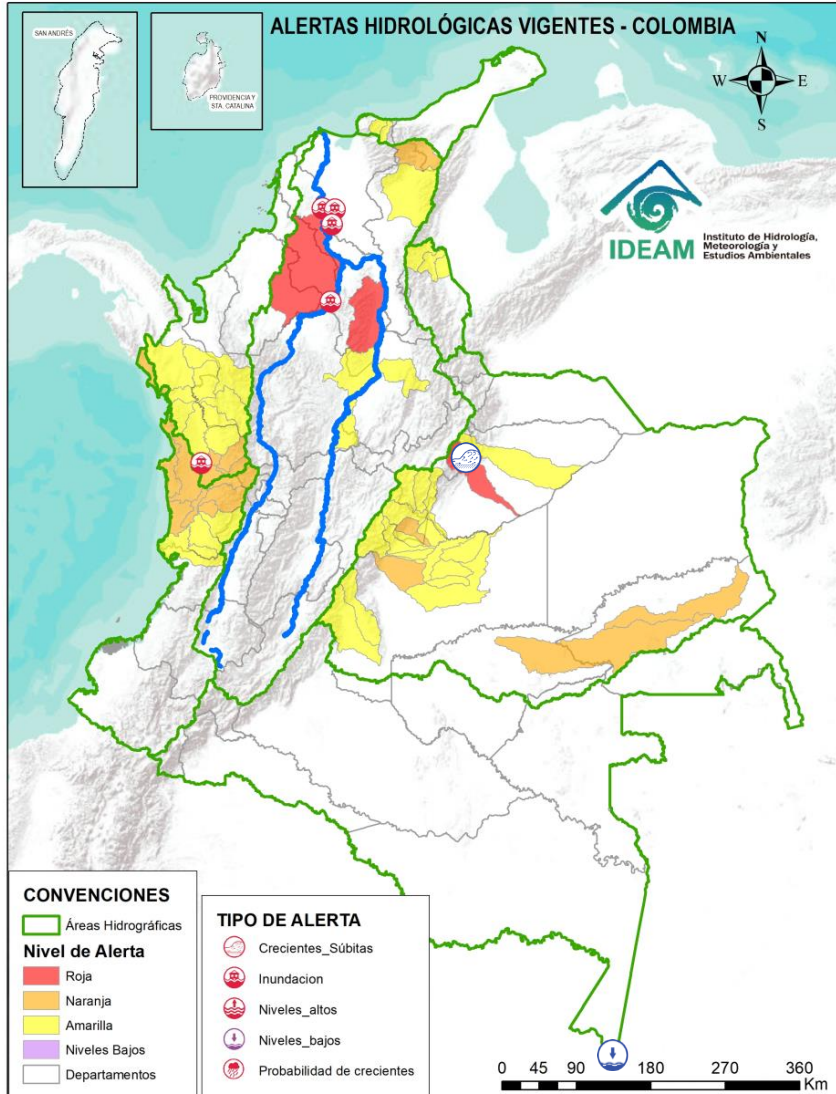 ALERTAS HIDROLÓGICAS VIGENTES - COLOMBIA
SAN ANDRÉS
PROVIDENCIA Y
STA. CATALINA
N
W
E
S
IDEAM
Instituto de Hidrología,
Meteorología y
Estudios Ambientales
CONVENCIONES
Áreas Hidrográficas
Nivel de Alerta
Roja
Naranja
Amarilla
Niveles Bajos
Departamentos
TIPO DE ALERTA
Crecientes_Súbitas
Inundacion
Niveles_altos
Niveles_bajos
Probabilidad de crecientes
0 45 90 180 270 360
Km